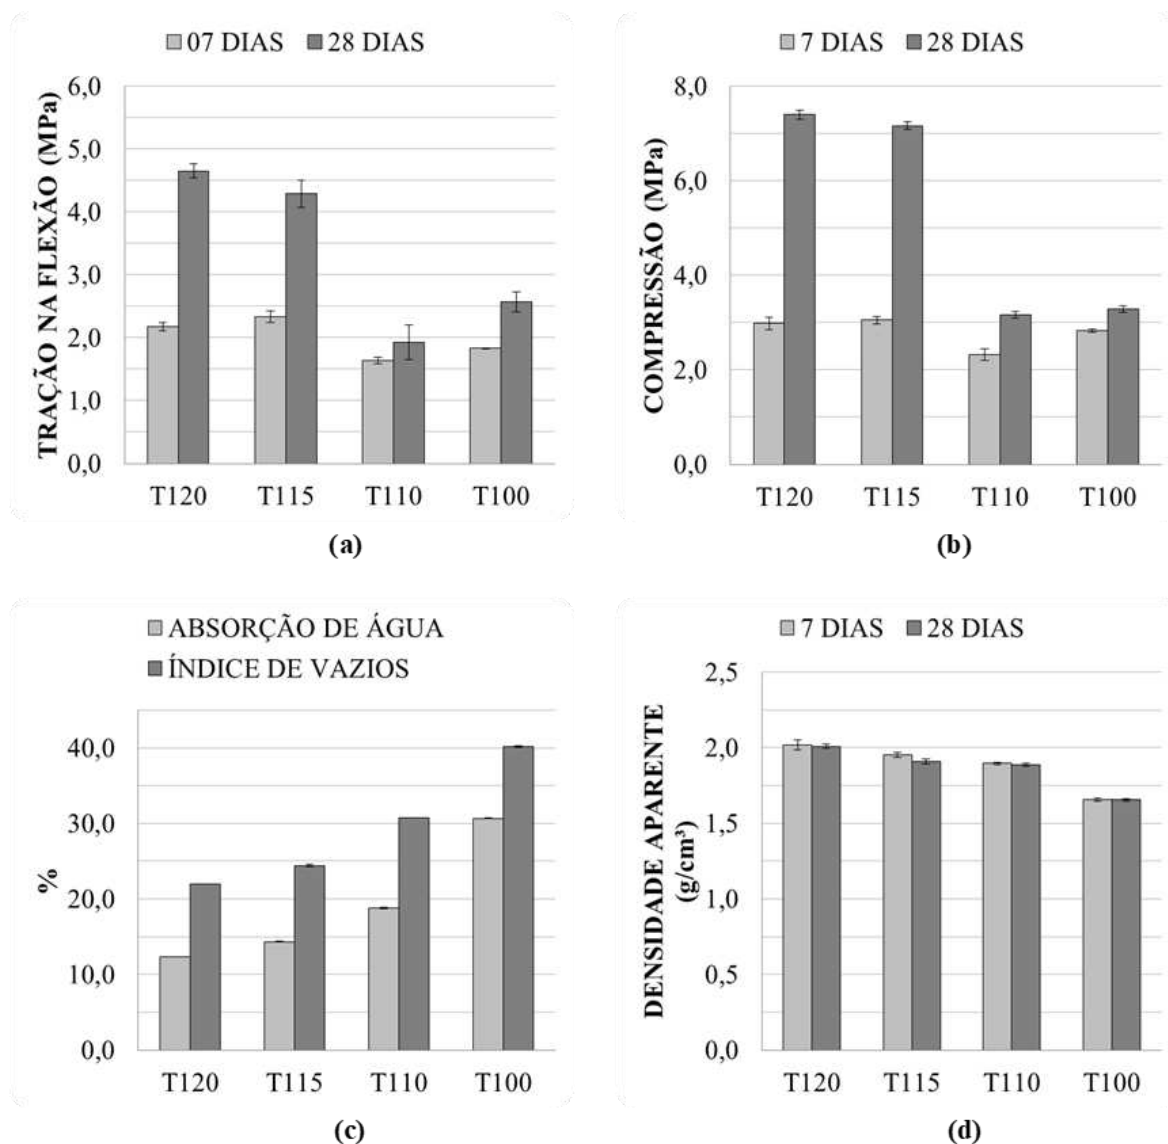 07 DIAS 28 DIAS
TRAÇÃO NA FLEXÃO (MPa)
6,0
5,0
4,0
3,0
2,0
1,0
0,0
T120 T115 T110 T100
(a)
7 DIAS 28 DIAS
COMPRESSÃO (MPa)
8,0
6,0
4,0
2,0
0,0
T120 T115 T110 T100
(b)
ABSORÇÃO DE ÁGUA
ÍNDICE DE VAZIOS
%
40,0
30,0
20,0
10,0
0,0
T120 T115 T110 T100
(c)
7 DIAS 28 DIAS
DENSIDADE APARENTE
(g/cm³)
2,5
2,0
1,5
1,0
0,5
0,0
T120 T115 T110 T100
(d)